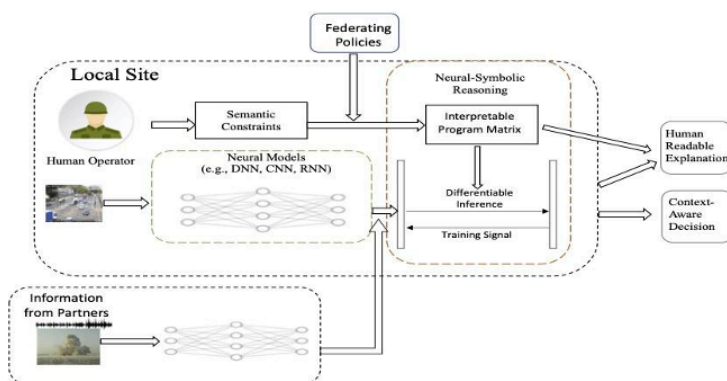 Federating
Policies
Local Site
Neural-Symbolic
Reasoning
Semantic
Constraints
Interpretable
Program Matrix
Human Operator
Human
Readable
Explanation
Neural Models
(e.g., DNN, CNN, RNN)
Differentiable
Inference
Training Signal
Context-
Aware
Decision
Information
from Partners